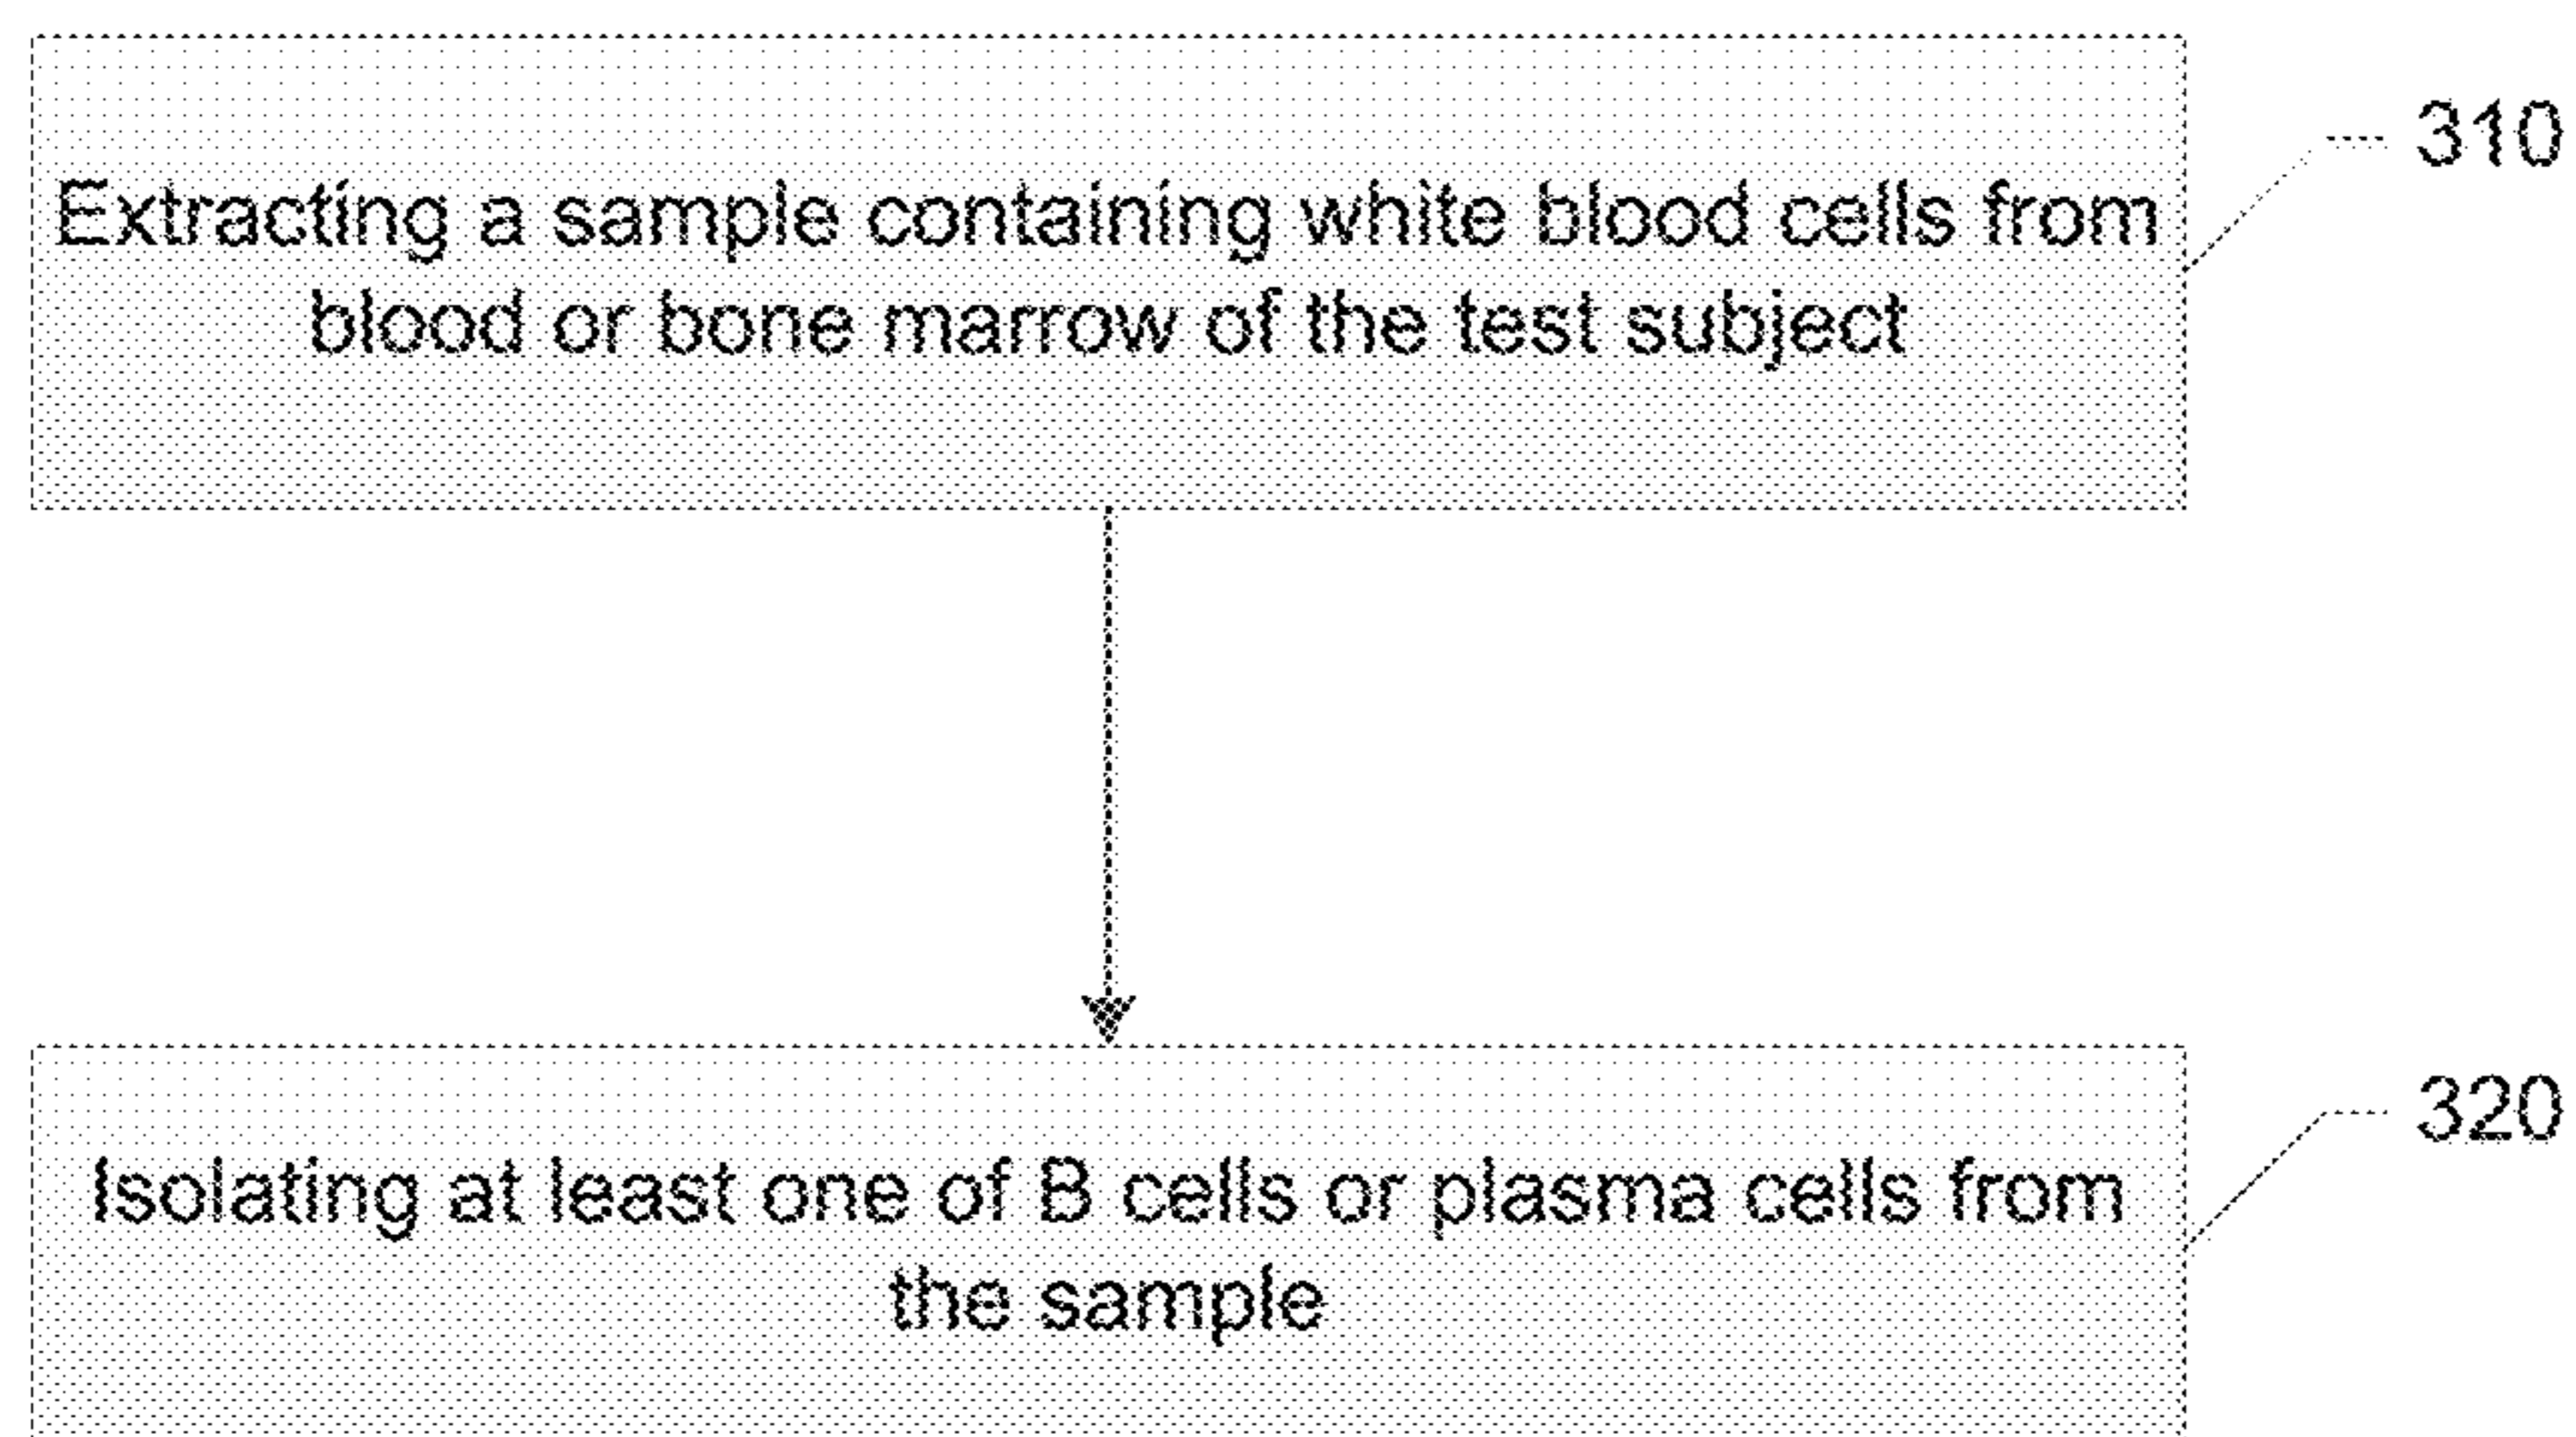 310
Extracting a sample containing white blood cells from
blood or bone marrow of the test subject
320
Isolating at least one of B cells or plasma cells from
the sample